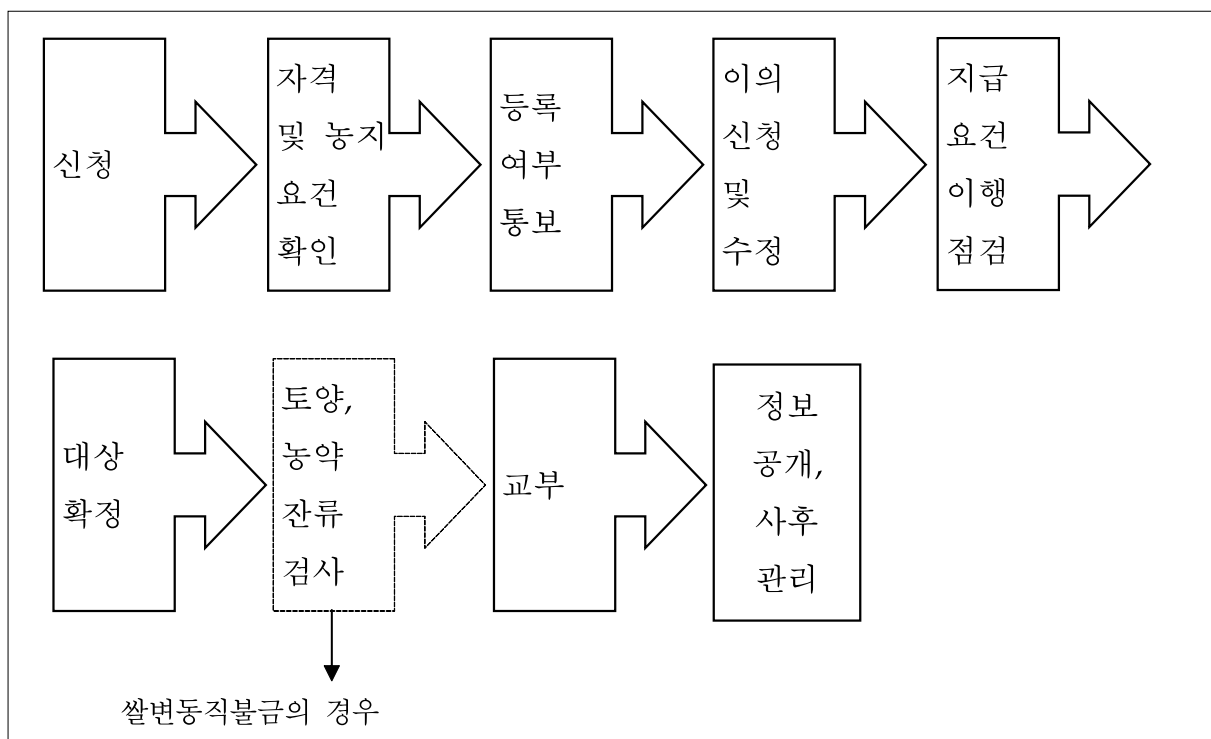 신청
자격
및 농지
요건
확인
등록
여부
통보
이의
신청
및
수정
지급
요건
이행
점검
대상
확정
토양,
농약
잔류
검사
교부
정보
공개,
사후
관리
쌀변동직불금의 경우